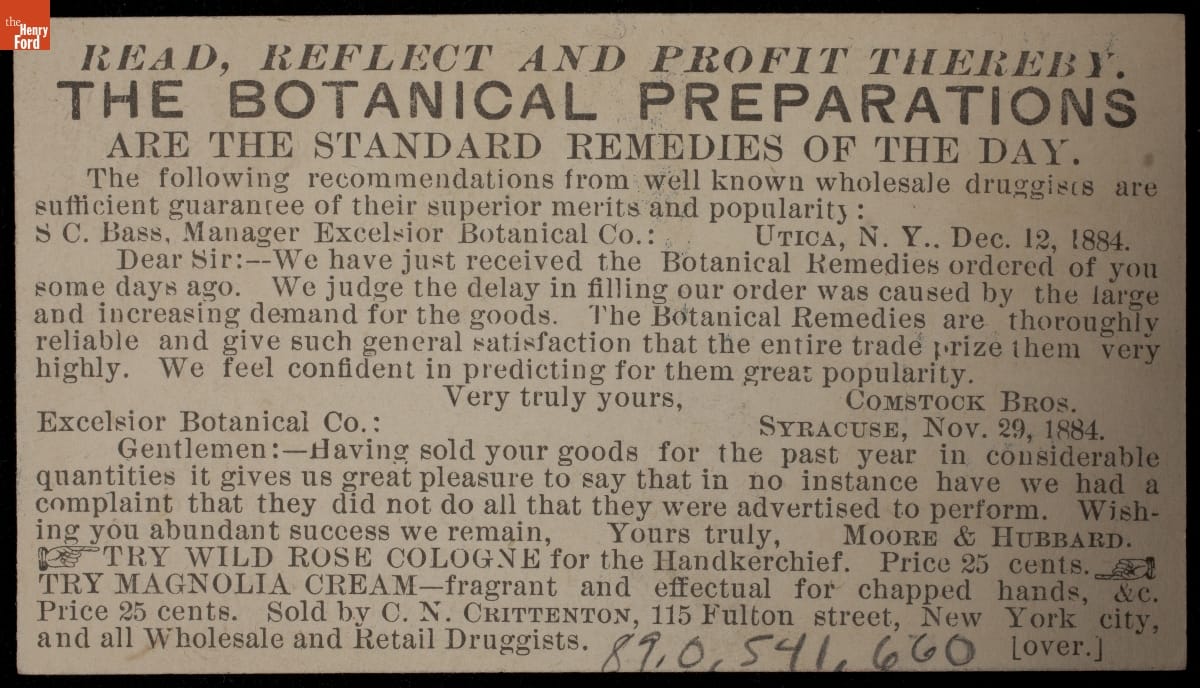 the
Henry
Ford
READ, REFLECT AND PROFIT THEREBY.
THE BOTANICAL PREPARATIONS
ARE THE STANDARD REMEDIES OF THE DAY.
The following recommendations from well known wholesale druggists are
sufficient guarantee of their superior merits and popularity:
S C. Bass, Manager Excelsior Botanical Co.: UTICA, N. Y.. Dec. 12, 1884.
Dear Sir:--We have just received the Botanical Remedies ordered of you
some days ago. We judge the delay in filling our order was caused by the large
and increasing demand for the goods. The Botanical Remedies are thoroughly
reliable and give such general satisfaction that the entire trade prize them very
highly. We feel confident in predicting for them great popularity.
Very truly yours, COMSTOCK BROS.
Excelsior Botanical Co.: SYRACUSE, Nov. 29, 1884.
Gentlemen:—Having sold your goods for the past year in considerable
quantities it gives us great pleasure to say that in no instance have we had a
complaint that they did not do all that they were advertised to perform. Wish-
ing you abundant success we remain, Yours truly, MOORE & HUBBARD.
TRY WILD ROSE COLOGNE for the Handkerchief. Price 25 cents.
TRY MAGNOLIA CREAM—fragrant and effectual for chapped hands, &c.
Price 25 cents. Sold by C. N. CRITTENTON, 115 Fulton street, New York city,
and all Wholesale and Retail Druggists. [over.]
89.0.541.660